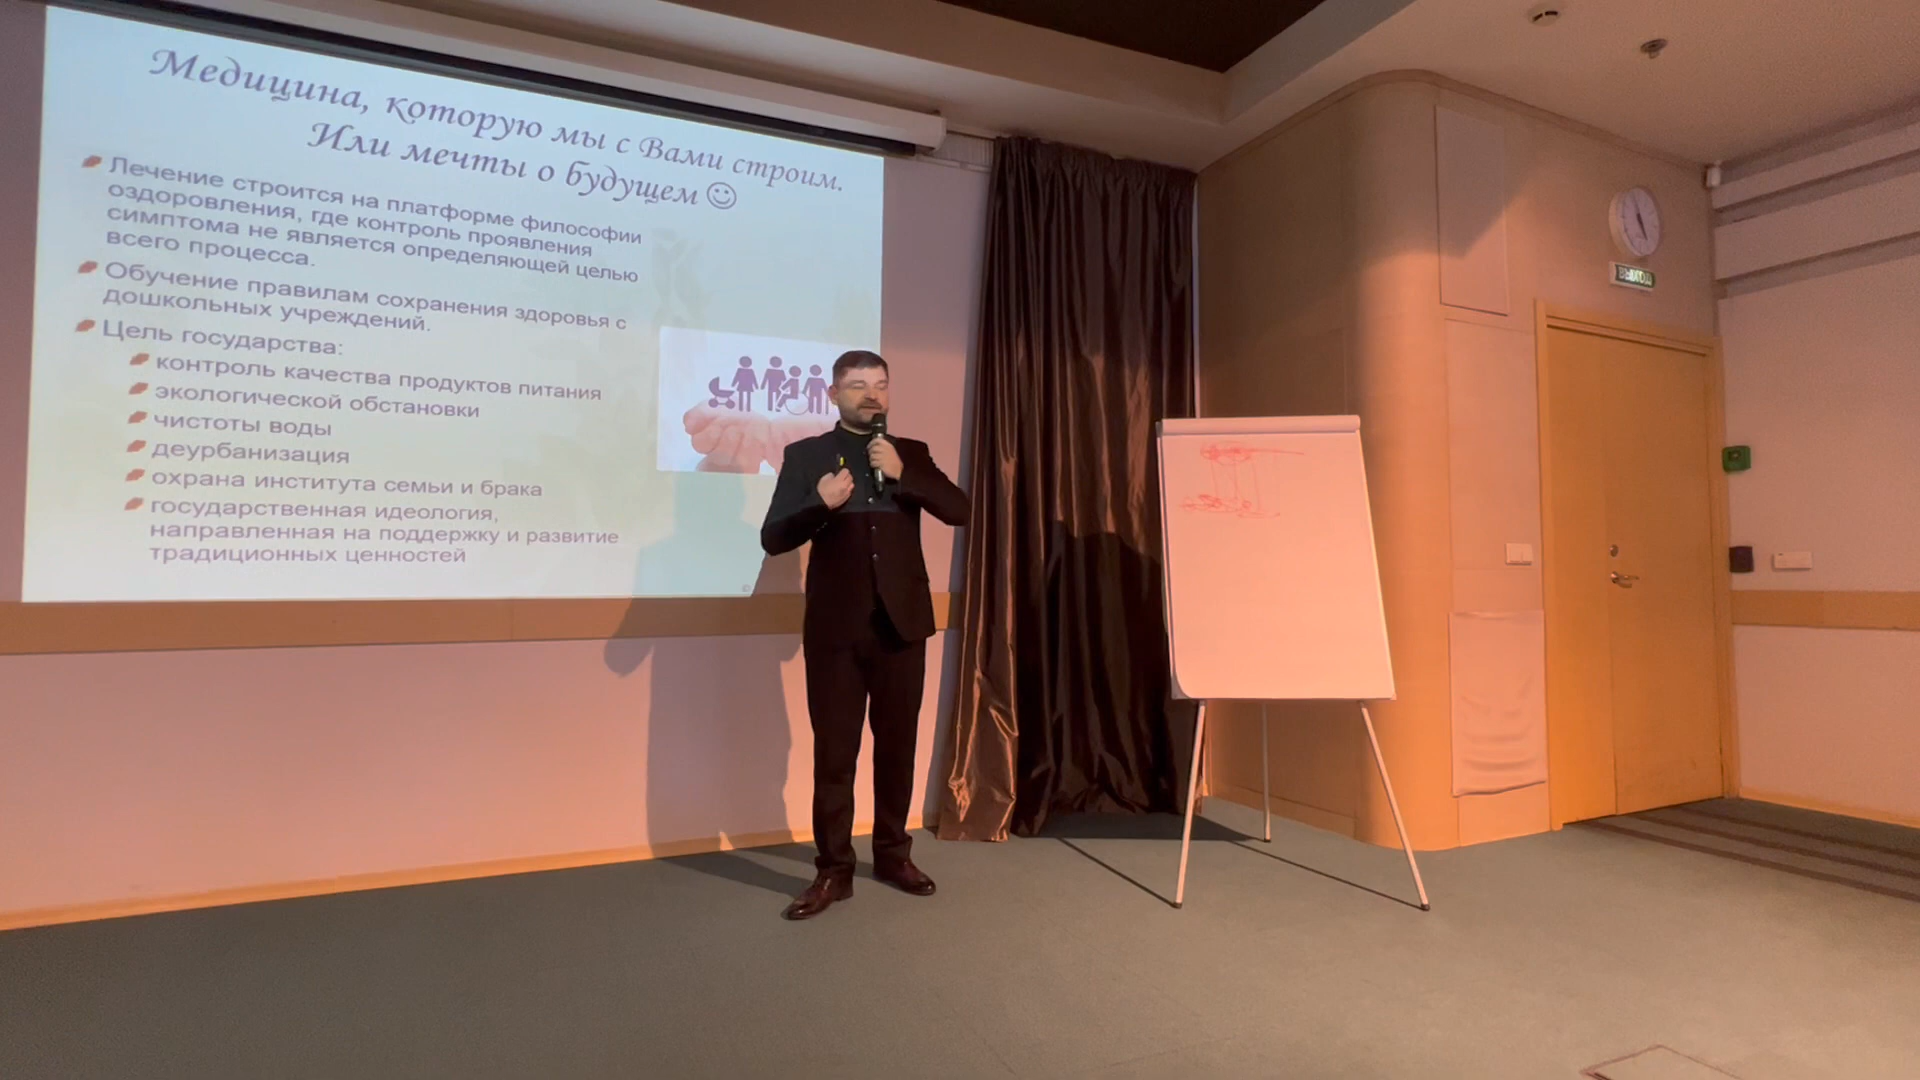 Медицина, которую мы с Вами строим.
Или мечты о будущем ☺
Лечение строится на платформе философии
оздоровления, где контроль проявления
симптома не является определяющей целью
всего процесса.
Обучение правилам сохранения здоровья с
дошкольных учреждений.
Цель государства:
контроль качества продуктов питания
экологической обстановки
чистоты воды
деурбанизация
охрана института семьи и брака
государственная идеология,
направленная на поддержку и развитие
традиционных ценностей
ВЫХОД